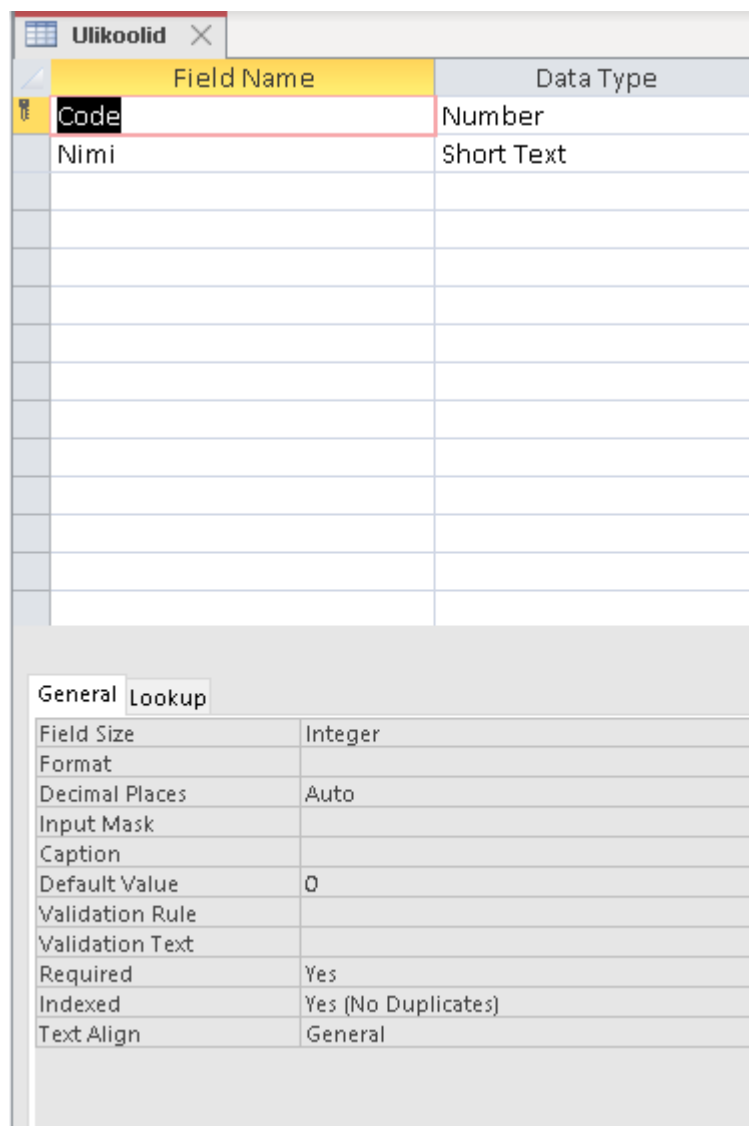 Ulikoolid
Field Name Data Type
Code Number
Nimi Short Text
General Lookup
Field Size Integer
Format
Decimal Places Auto
Input Mask
Caption
Default Value 0
Validation Rule
Validation Text
Required Yes
Indexed Yes (No Duplicates)
Text Align General